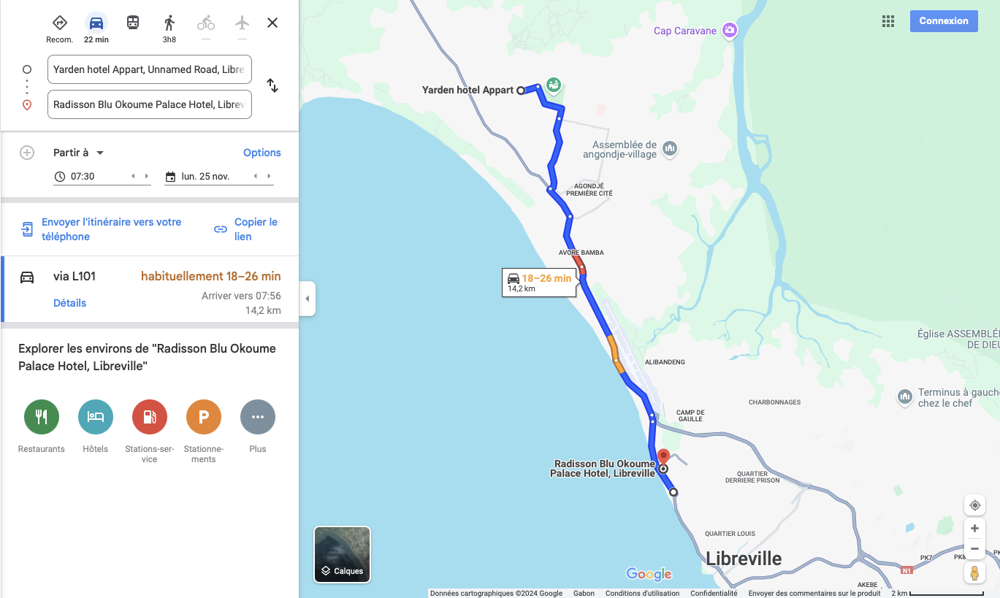 Recom.
22 min
3h8
—
—
Yarden hotel Appart, Unnamed Road, Libre
Radisson Blu Okoume Palace Hotel, Librev
Partir à
Options
07:30
lun. 25 nov.
Envoyer l'itinéraire vers votre
téléphone
Copier le
lien
via L101
habituellement 18–26 min
Arriver vers 07:56
14,2 km
Détails
Explorer les environs de "Radisson Blu Okoume
Palace Hotel, Libreville"
P
Restaurants
Hôtels
Stations-ser-
vice
Stationne-
ments
Plus
Connexion
Cap Caravane
Yarden hotel Appart
Assemblée de
angondje-village
AGONDJÉ
PREMIÈRE CITÉ
AVORE BAMBA
18–26 min
14,2 km
Église ASSEMBLÉE
DE DIEU
ALIBANDENG
Terminus à gauche
chez le chef
CHARBONNAGES
CAMP DE
GAULLE
Radisson Blu Okoume
Palace Hotel, Libreville
QUARTIER
DERRIERE PRISON
QUARTIER LOUIS
Libreville
PK7
PK8
PK
N1
AKEBE
Calques
Google
Données cartographiques ©2024 Google
Gabon
Conditions d'utilisation
Confidentialité
Envoyer des commentaires sur le produit
2 km